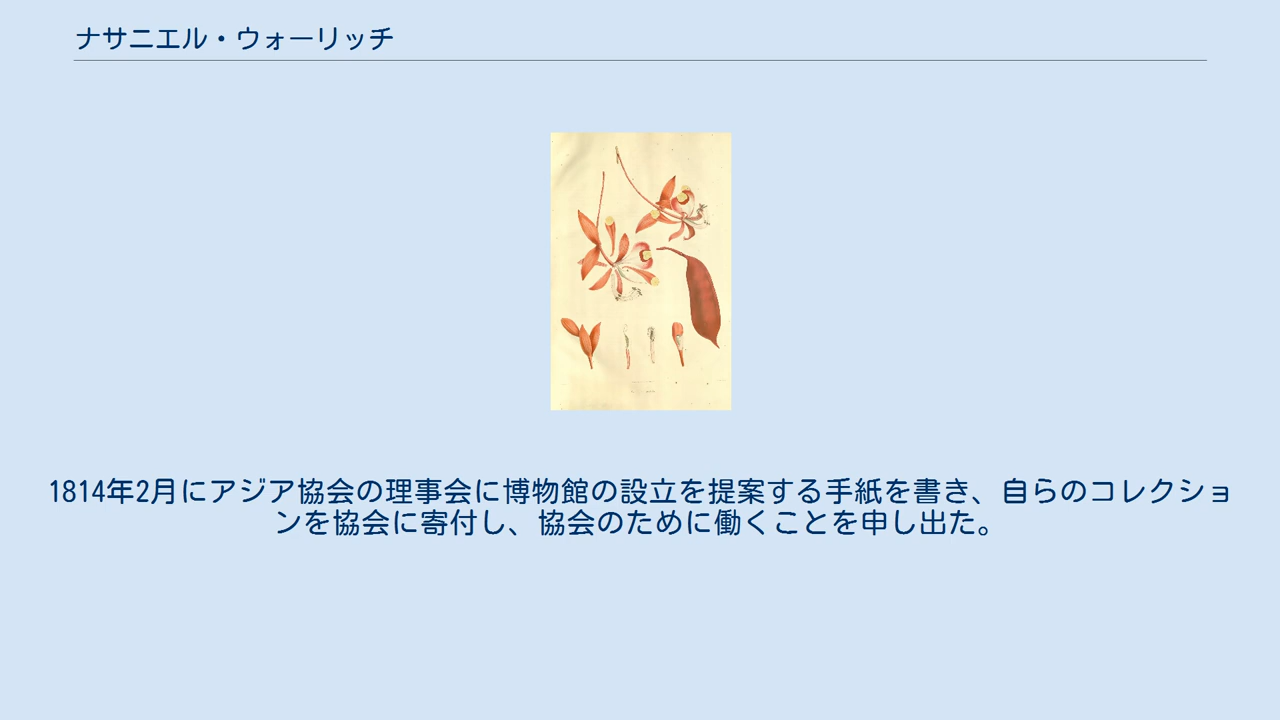 ナサニエル・ウォーリッチ
1814年2月にアジア協会の理事会に博物館の設立を提案する手紙を書き、自らのコレクショ
ンを協会に寄付し、協会のために働くことを申し出た。